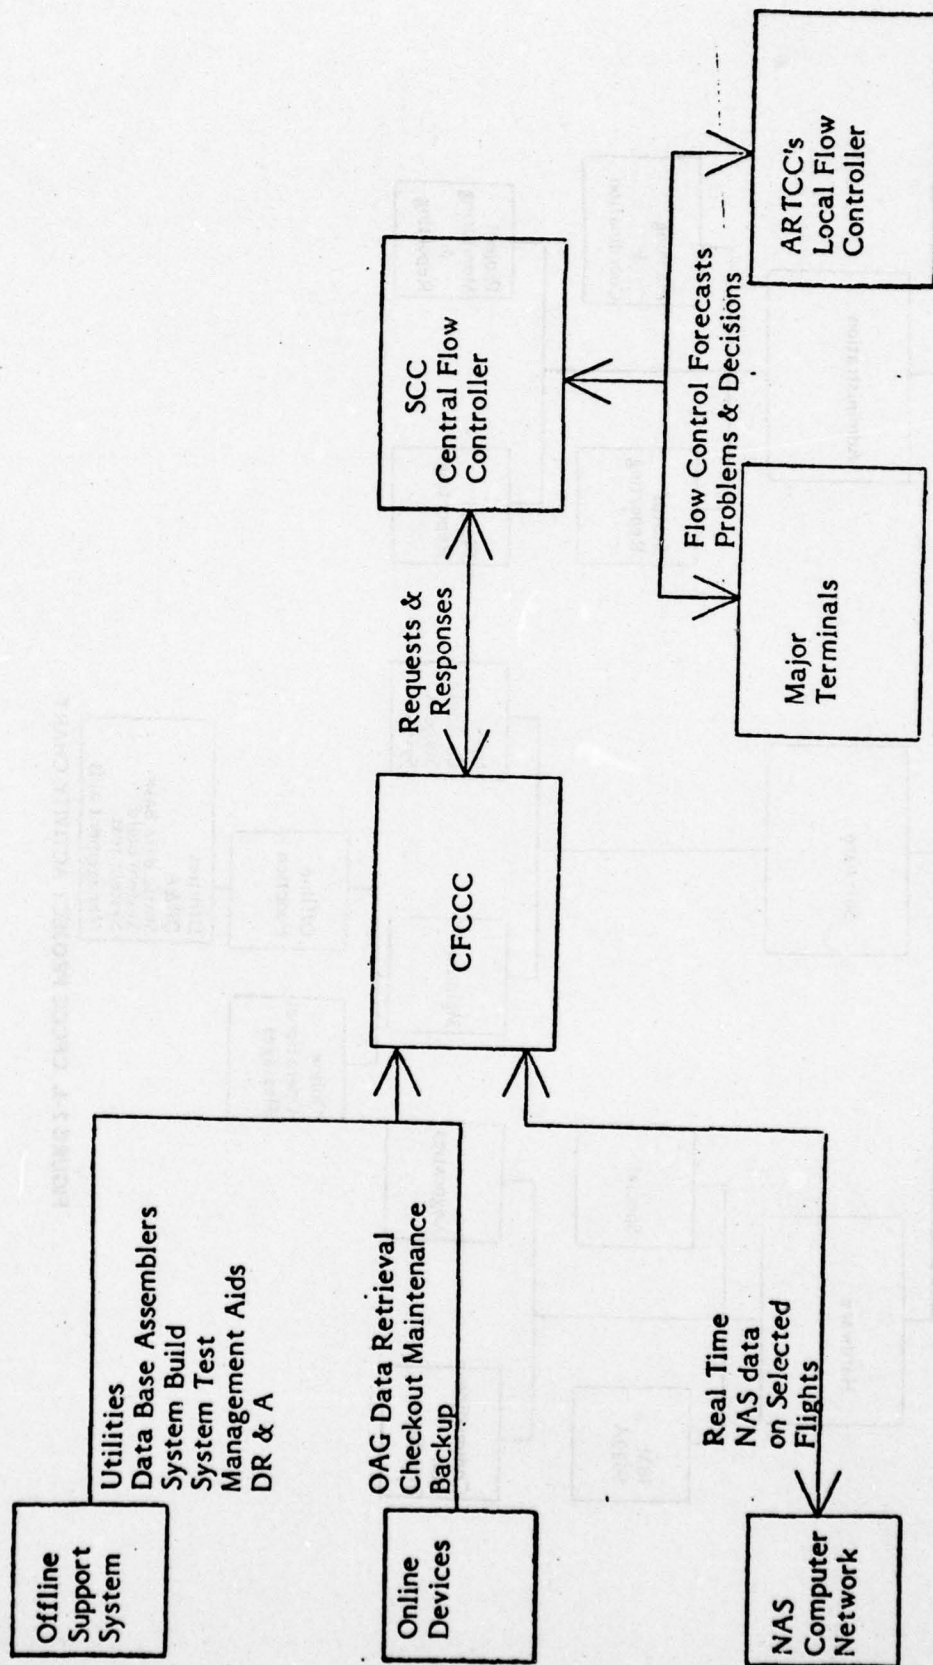 Offline
Support
System
Utilities
Data Base Assemblers
System Build
System Test
Management Aids
DR & A
Online
Devices
OAG Data Retrieval
Checkout Maintenance
Backup
NAS
Computer
Network
Real Time
NAS data
on Selected
Flights
CFCCC
Requests &
Responses
SCC
Central Flow
Controller
Flow Control Forecasts
Problems & Decisions
Major
Terminals
ARTCC's
Local Flow
Controller